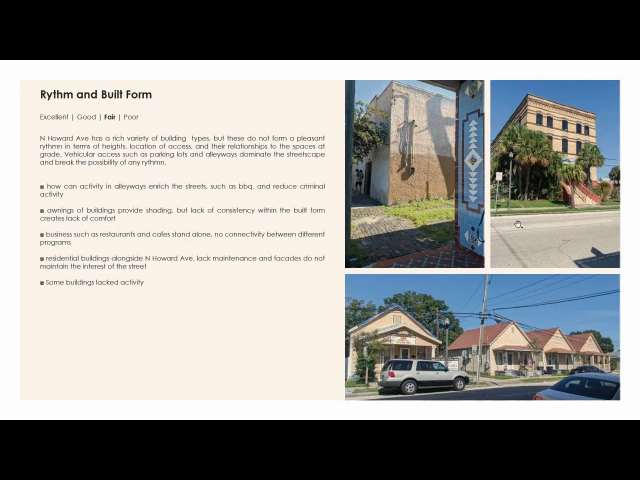 Rythm and Built Form
Excellent | Good | Fair | Poor
N Howard Ave has a rich variety of building types, but these do not form a pleasant
rythmn in terms of heights, location of access, and their relationships to the spaces at
grade. Vehicular access such as parking lots and alleyways dominate the streetscape
and break the possibility of any rythmn.
how can activity in alleyways enrich the streets, such as bbq, and reduce criminal
activity
awnings of buildings provide shading, but lack of consistency within the built form
creates lack of comfort
business such as restaurants and cafes stand alone, no connectivity between different
programs
residential buildings alongside N Howard Ave. lack maintenance and facades do not
maintain the interest of the street
Some buildings lacked activity